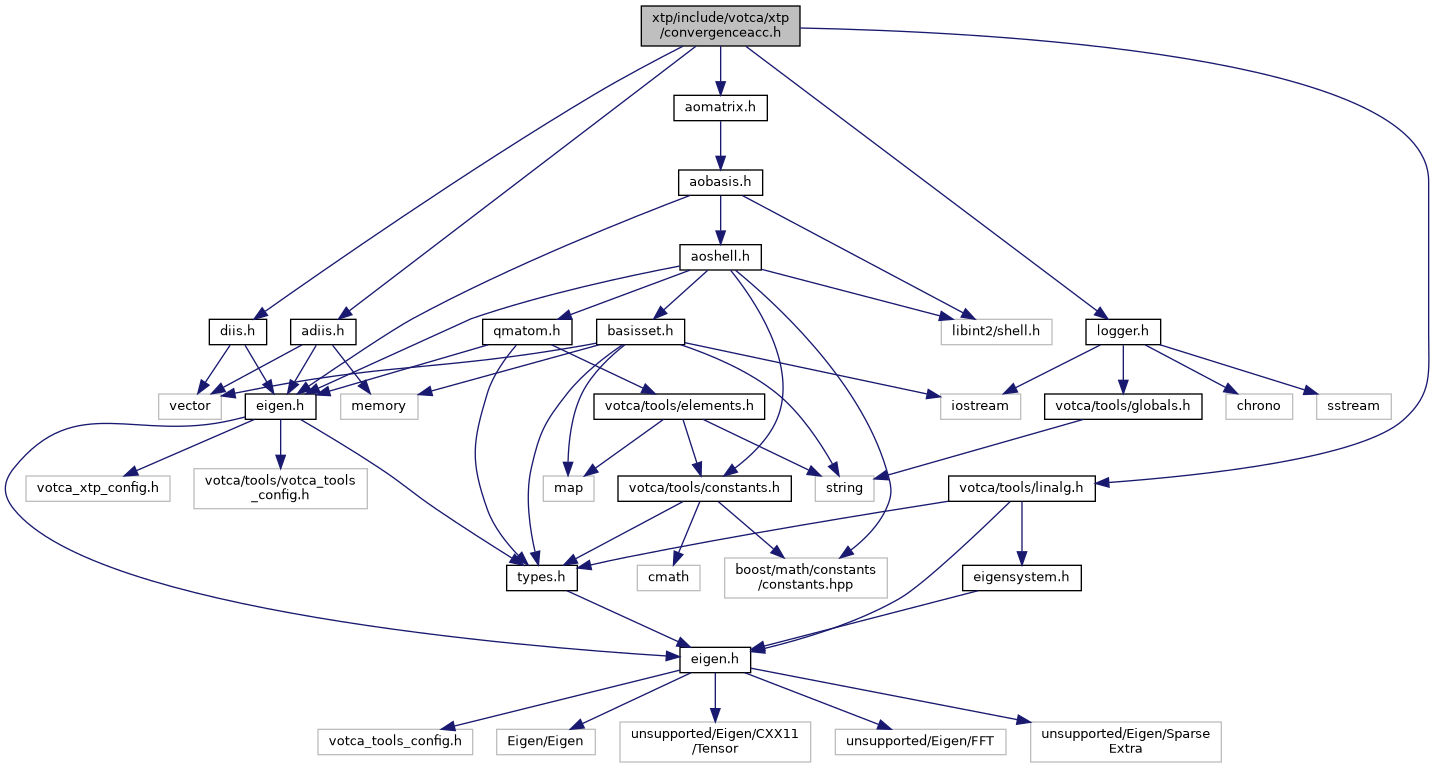 xtp/include/votca/xtp
/convergenceacc.h
aomatrix.h
aobasis.h
aoshell.h
diis.h
adiis.h
qmatom.h
basisset.h
libint2/shell.h
logger.h
vector
eigen.h
memory
votca/tools/elements.h
iostream
votca/tools/globals.h
chrono
sstream
votca_xtp_config.h
votca/tools/votca_tools
_config.h
map
votca/tools/constants.h
string
votca/tools/linalg.h
types.h
cmath
boost/math/constants
/constants.hpp
eigensystem.h
eigen.h
votca_tools_config.h
Eigen/Eigen
unsupported/Eigen/CXX11
/Tensor
unsupported/Eigen/FFT
unsupported/Eigen/Sparse
Extra